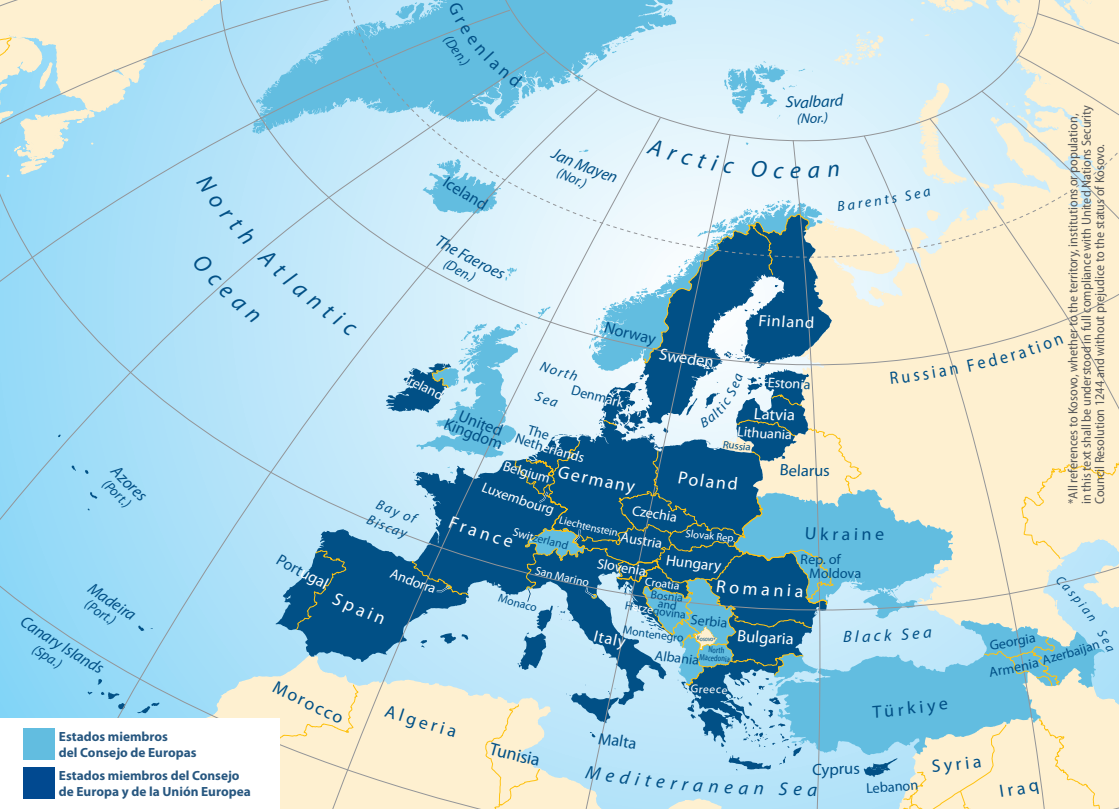 Greenland
(Den.)
Svalbard
(Nor.)
Arctic Ocean
Jan Mayen
(Nor.)
Barents Sea
Iceland
North Atlantic
Ocean
The Faeroes
(Den.)
Norway
Finland
Sweden
Russian Federation
North
Sea
Baltic Sea
Denmark
Estonia
Latvia
Lithuania
Russia
Ireland
United
Kingdom
The
Netherlands
Belgium
Germany
Poland
Belarus
Luxembourg
Czechia
Ukraine
Azores
(Port.)
Bay of
Biscay
France
Switzerland
Liechtenstein
Austria
Slovak Rep.
Rep. of
Moldova
Hungary
Slovenia
Romania
Portugal
Andorra
San Marino
Croatia
Bosnia
and
Herzegovina
Spain
Monaco
Serbia
Madeira
(Port.)
Italy
Montenegro
Kosovo*
Bulgaria
Black Sea
Georgia
Caspian Sea
Canary Islands
(Spa.)
Albania
North
Macedonia
Armenia
Azerbaijan
Greece
Türkiye
Morocco
Algeria
Tunisia
Malta
Mediterranean Sea
Cyprus
Lebanon
Syria
Iraq
Estados miembros
del Consejo de Europas
Estados miembros del Consejo
de Europa y de la Unión Europea
*All references to Kosovo, whether to the territory, institutions or population,
in this text shall be understood in full compliance with United Nations Security
Council Resolution 1244 and without prejudice to the status of Kosovo.